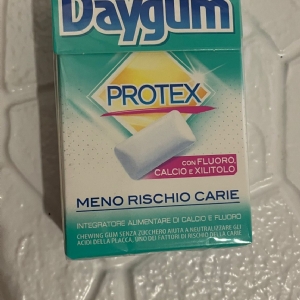 Daygum
PROTEX
CON FLUORO,
CALCIO E XILITOLO
MENO RISCHIO CARIE
INTEGRATORE ALIMENTARE DI CALCIO E FLUORO
CHEWING GUM SENZA ZUCCHERO AIUTA A NEUTRALIZZARE GLI
ACIDI DELLA PLACCA, UNO DEI FATTORI DI RISCHIO DELLA CARIE